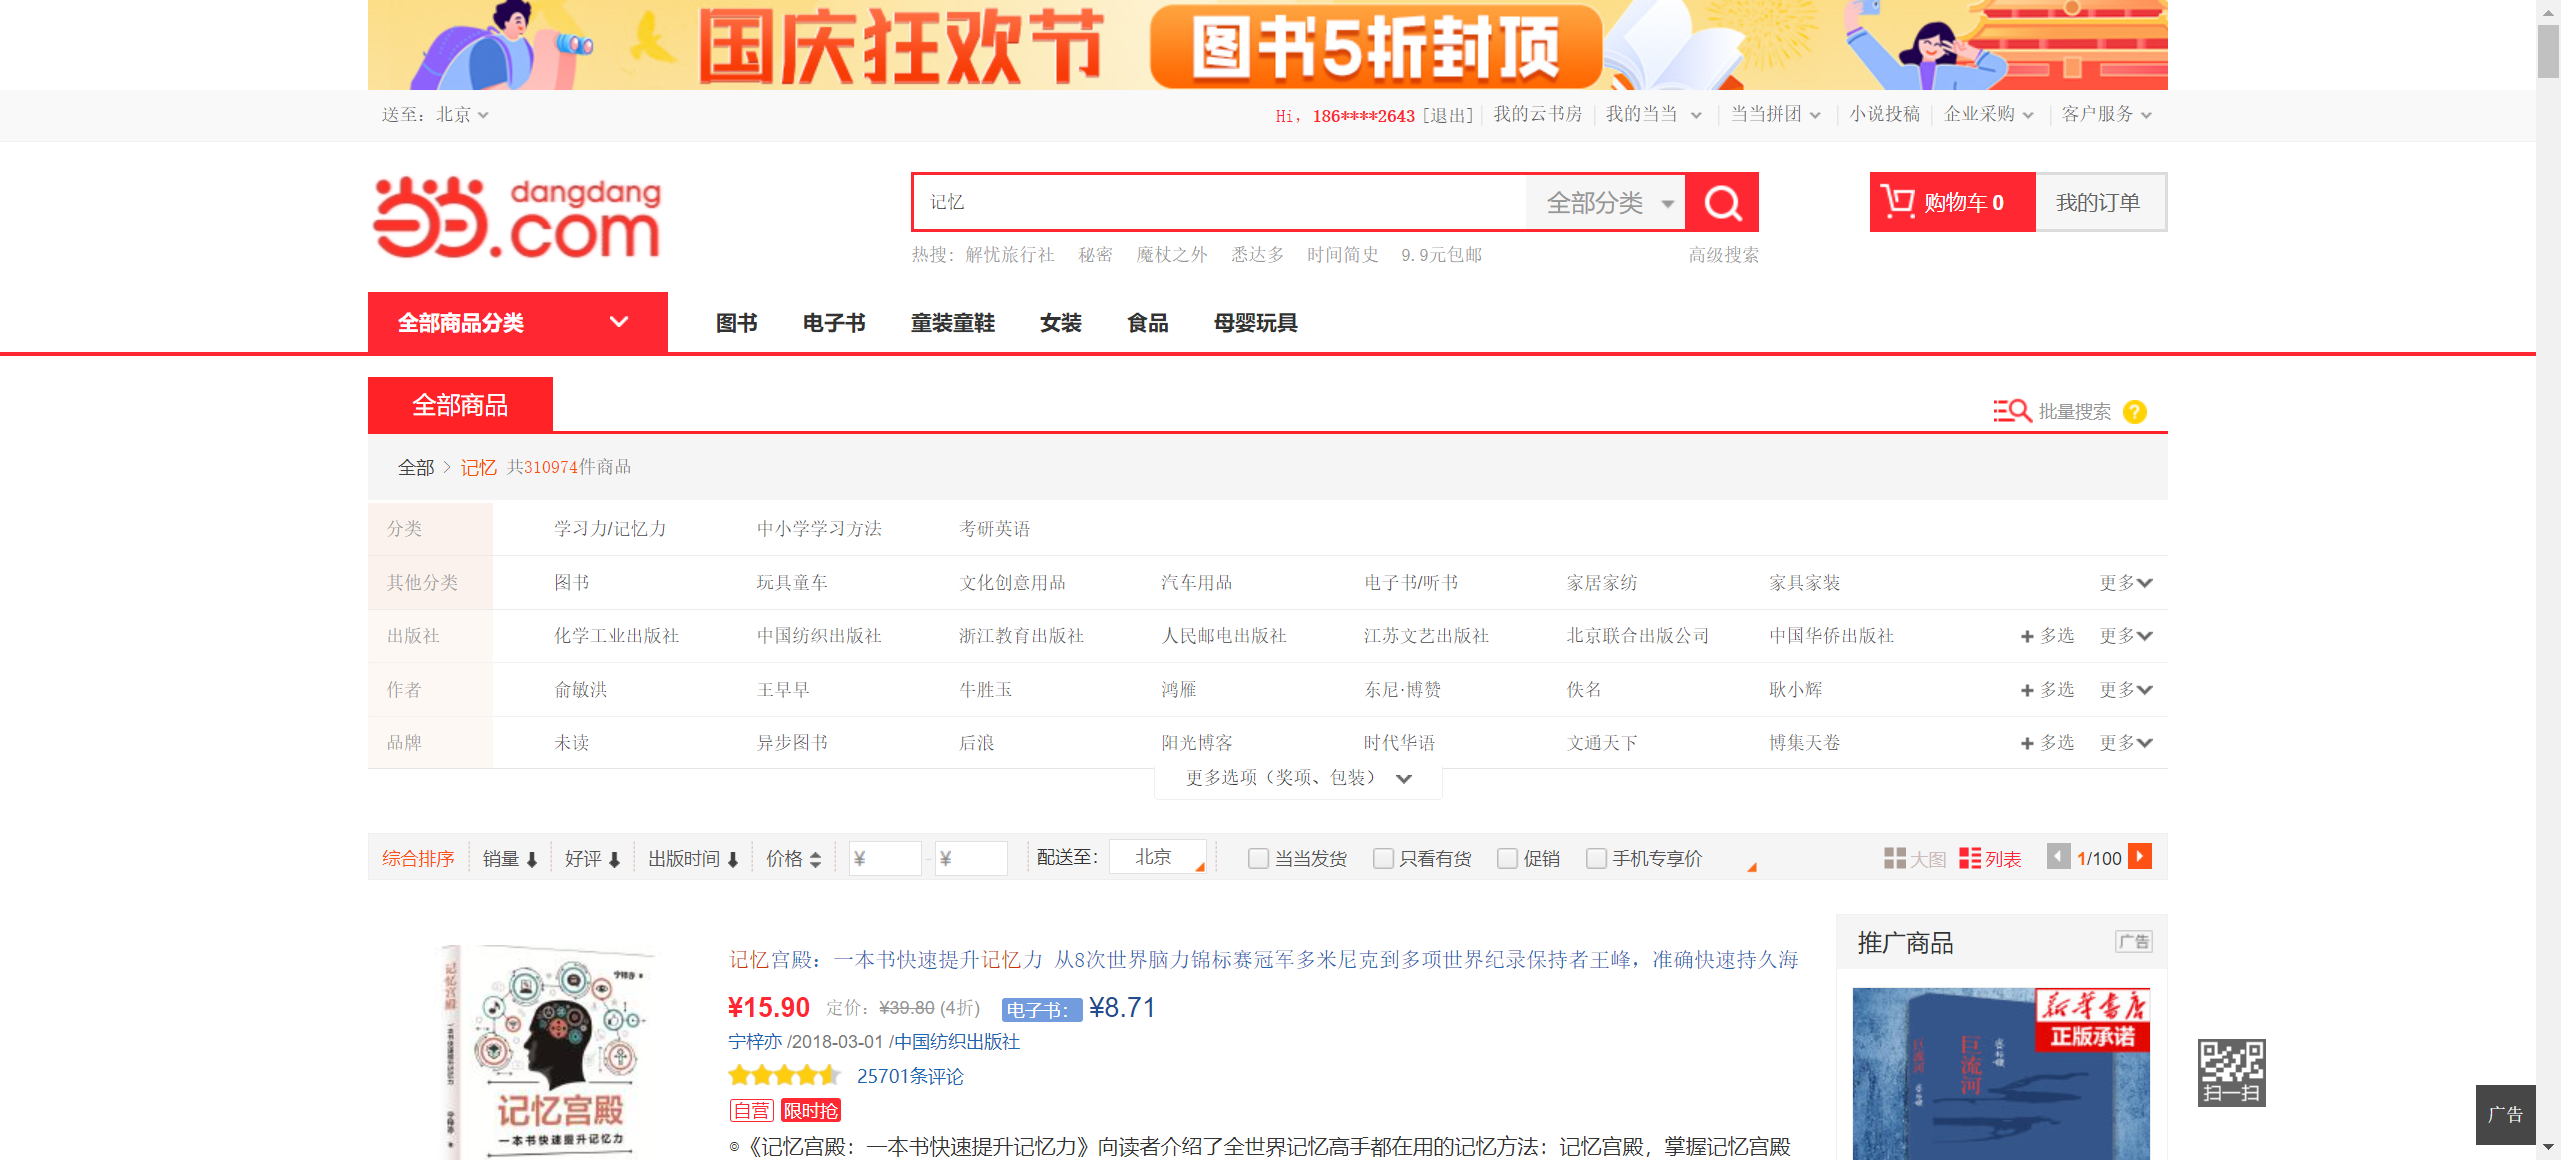 国庆狂欢节 图书5折封顶
送至：北京 Hi，186****2643 [退出] 我的云书房 我的当当 当当拼团 小说投稿 企业采购 客户服务
当当 dangdang
.com
记忆 全部分类 购物车 0 我的订单
热搜：解忧旅行社 秘密 魔杖之外 悉达多 时间简史 9.9元包邮 高级搜索
全部商品分类 图书 电子书 童装童鞋 女装 食品 母婴玩具
全部商品 批量搜索 ?
全部 > 记忆 共310974件商品
分类 学习力/记忆力 中小学学习方法 考研英语
其他分类 图书 玩具童车 文化创意用品 汽车用品 电子书/听书 家居家纺 家具家装 更多
出版社 化学工业出版社 中国纺织出版社 浙江教育出版社 人民邮电出版社 江苏文艺出版社 北京联合出版公司 中国华侨出版社 + 多选 更多
作者 俞敏洪 王早早 牛胜玉 鸿雁 东尼·博赞 佚名 耿小辉 + 多选 更多
品牌 未读 异步图书 后浪 阳光博客 时代华语 文通天下 博集天卷 + 多选 更多
更多选项（奖项、包装）
综合排序 销量 好评 出版时间 价格 ¥ - ¥ 配送至： 北京 当当发货 只看有货 促销 手机专享价 大图 列表 1/100
推广商品 广告
记忆宫殿：一本书快速提升记忆力 从8次世界脑力锦标赛冠军多米尼克到多项世界纪录保持者王峰，准确快速持久海
¥15.90 定价：¥39.80 (4折) 电子书： ¥8.71
宁梓亦 /2018-03-01 /中国纺织出版社
25701条评论
自营 限时抢
◎《记忆宫殿：一本书快速提升记忆力》向读者介绍了全世界记忆高手都在用的记忆方法：记忆宫殿，掌握记忆宫殿
记忆宫殿
宁梓亦
记忆宫殿
一本书快速提升记忆力
新华书店
正版承诺
巨流河
巨流河
扫一扫
广告